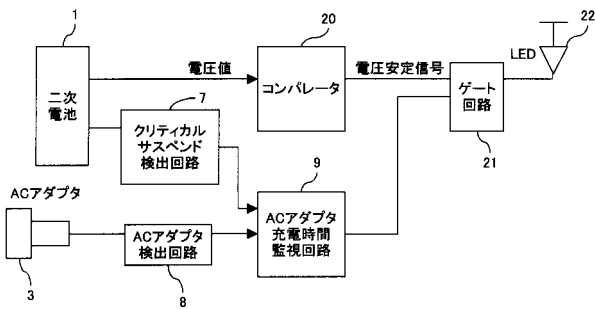 1
20
22
電圧値
電圧安定信号
LED
二次
電池
コンパレータ
ゲート
回路
7
21
クリティカル
サスペンド
検出回路
9
ACアダプタ
ACアダプタ
充電時間
監視回路
ACアダプタ
検出回路
3
8